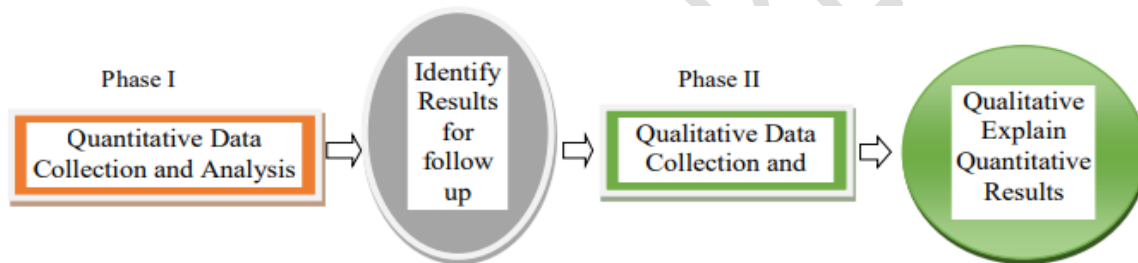 Phase I
Quantitative Data
Collection and Analysis
Identify
Results
for
follow
up
Phase II
Qualitative Data
Collection and
Qualitative
Explain
Quantitative
Results